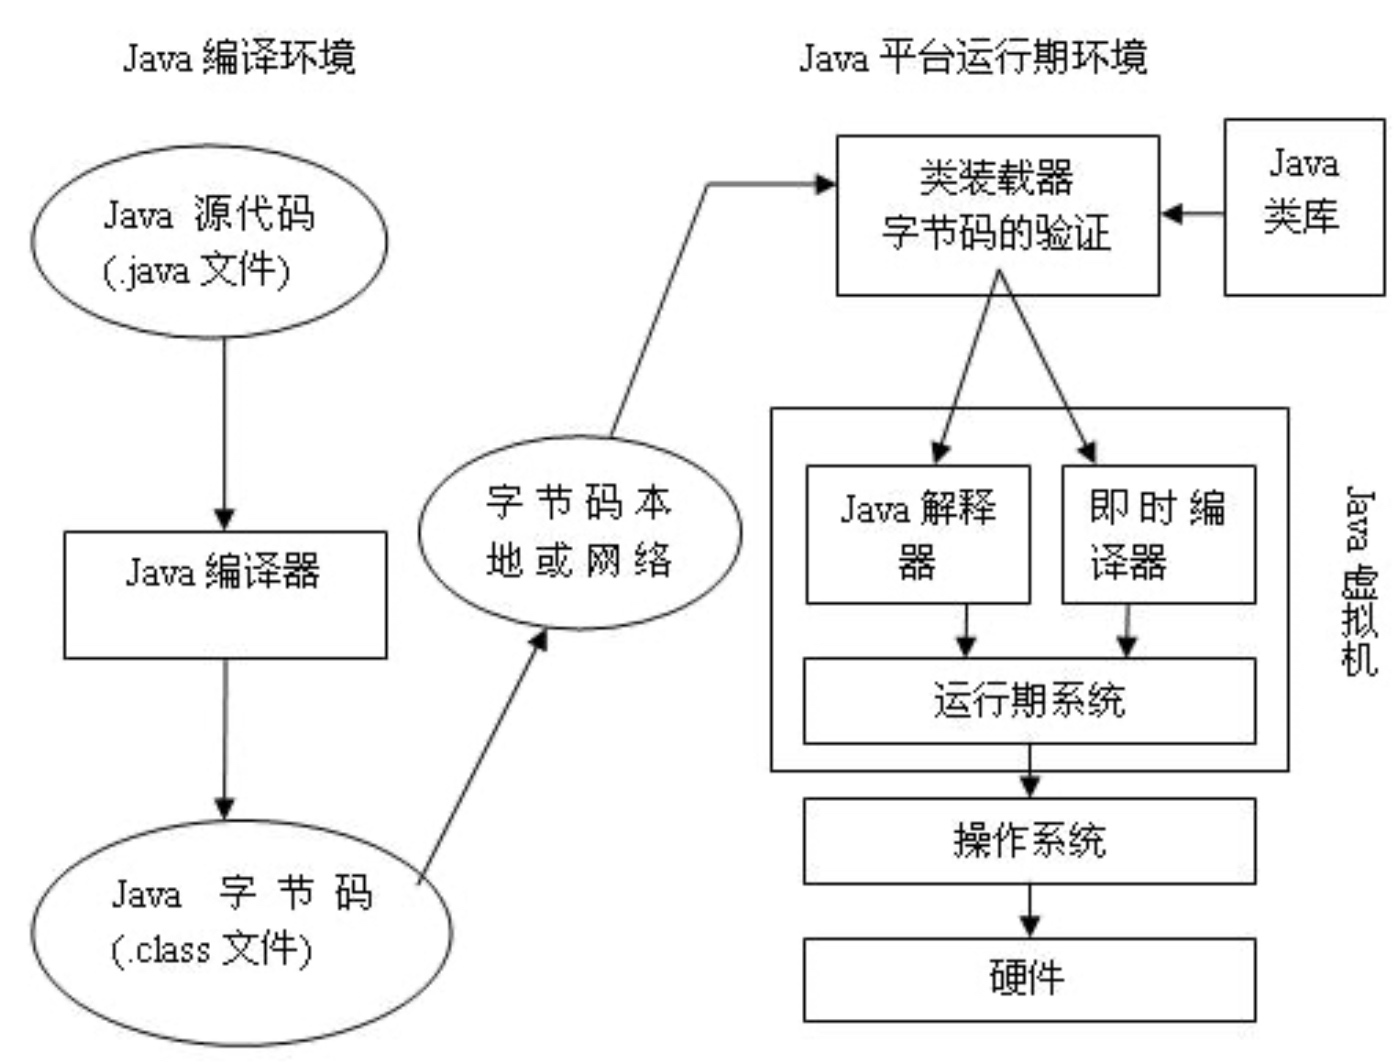 Java 编译环境
Java 源代码
(.java 文件)
Java 编译器
Java 字节码
(.class 文件)
字节码本
地或网络
Java 平台运行期环境
类装载器
字节码的验证
Java
类库
Java 解释
器
即时编
译器
运行期系统
Java 虚拟机
操作系统
硬件